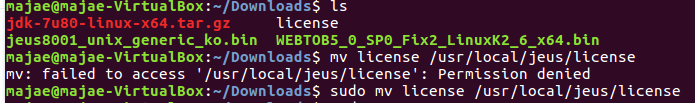 majae@majae-VirtualBox:~/Downloads$ ls
jdk-7u80-linux-x64.tar.gz license
jeus8001_unix_generic_ko.bin WEBTOB5_0_SP0_Fix2_LinuxK2_6_x64.bin
majae@majae-VirtualBox:~/Downloads$ mv license /usr/local/jeus/license
mv: failed to access '/usr/local/jeus/license': Permission denied
majae@majae-VirtualBox:~/Downloads$ sudo mv license /usr/local/jeus/license